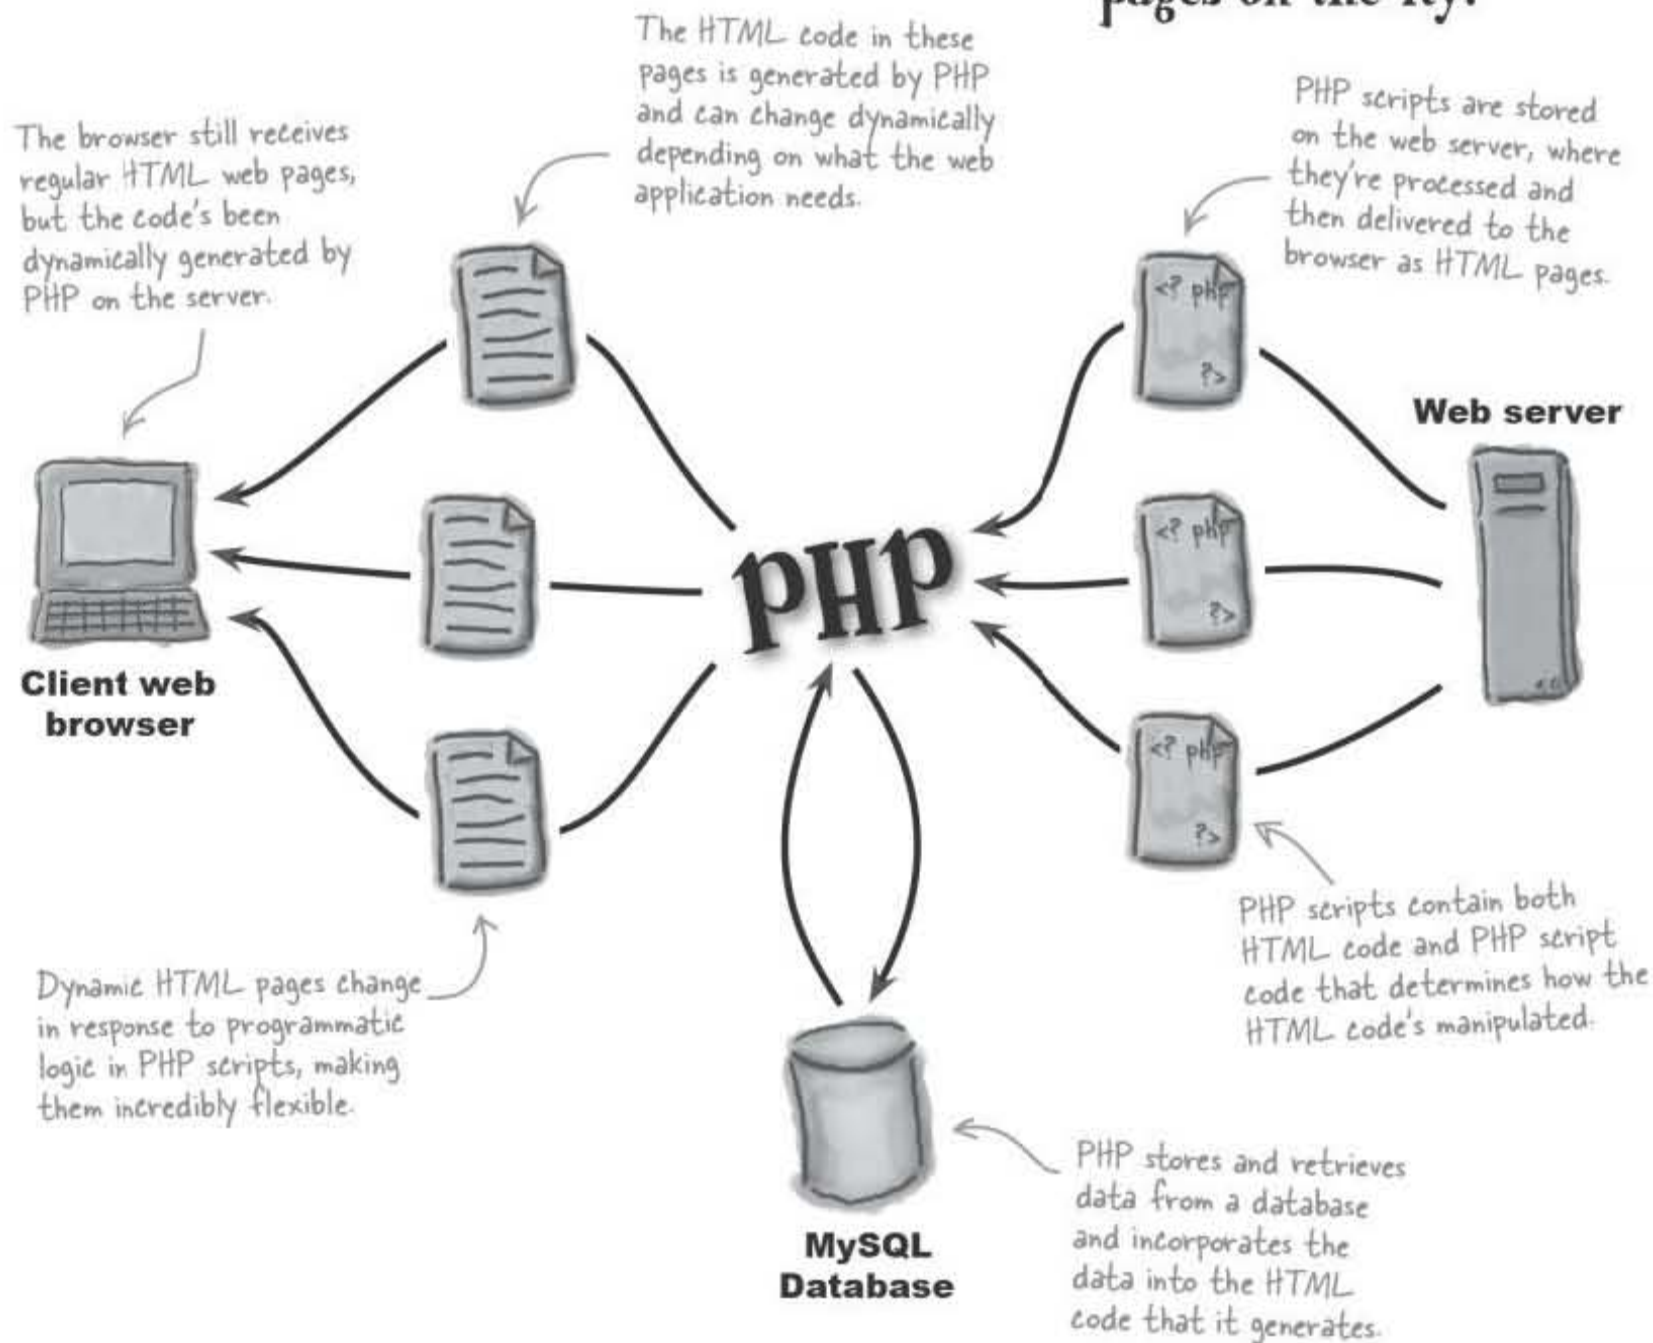 pages on-the-fly.
The HTML code in these
pages is generated by PHP
and can change dynamically
depending on what the web
application needs.
PHP scripts are stored
on the web server, where
they're processed and
then delivered to the
browser as HTML pages.
The browser still receives
regular HTML web pages,
but the code's been
dynamically generated by
PHP on the server.
<? php
?>
Web server
<? php
?>
PHP
Client web
browser
<? php
?>
PHP scripts contain both
HTML code and PHP script
code that determines how the
HTML code's manipulated.
Dynamic HTML pages change
in response to programmatic
logic in PHP scripts, making
them incredibly flexible.
MySQL
Database
PHP stores and retrieves
data from a database
and incorporates the
data into the HTML
code that it generates.